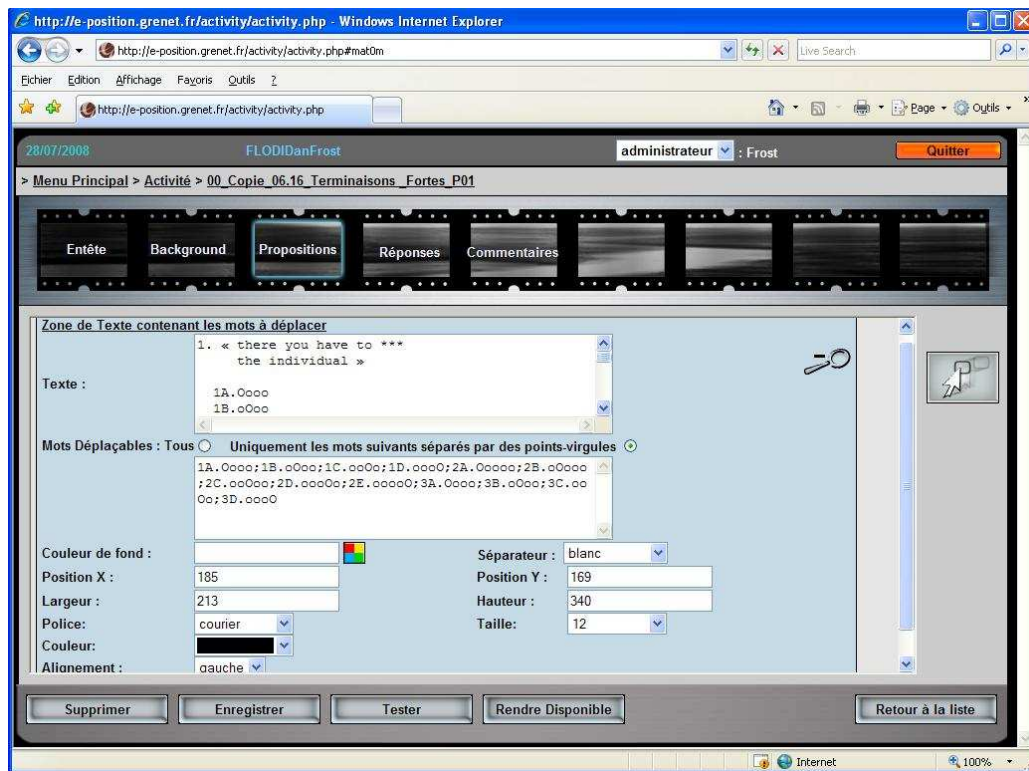 http://e-position.grenet.fr/activity/activity.php - Windows Internet Explorer
http://e-position.grenet.fr/activity/activity.php#mat0m
Live Search
Fichier Edition Affichage Favoris Outils ?
http://e-position.grenet.fr/activity/activity.php
Page Outils »
28/07/2008 FLODIDanFrost administrateur : Frost Quitter
> Menu Principal > Activité > 00_Copie_06.16_Terminaisons _Fortes_P01
Entête Background Propositions Réponses Commentaires
Zone de Texte contenant les mots à déplacer
Texte :
1. « there you have to ***
the individual »
1A.Oooo
1B.oOoo
Mots Déplaçables : Tous Uniquement les mots suivants séparés par des points-virgules
1A.Oooo;1B.oOoo;1C.ooOo;1D.oooO;2A.Ooooo;2B.oOooo
;2C.ooOoo;2D.oooOo;2E.ooooO;3A.Oooo;3B.oOoo;3C.oo
Oo;3D.oooO
Couleur de fond : Séparateur : blanc
Position X : 185 Position Y : 169
Largeur : 213 Hauteur : 340
Police: courier Taille: 12
Couleur:
Alignement : gauche
Supprimer Enregistrer Tester Rendre Disponible Retour à la liste
Internet 100%